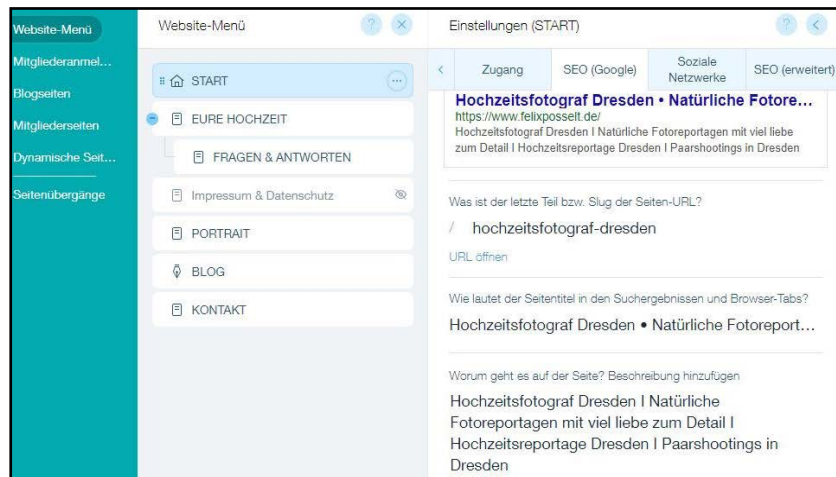 Website-Menü
Mitgliederanmel...
Blogseiten
Mitgliederseiten
Dynamische Seit...
Seitenübergänge
Website-Menü
?
START
EURE HOCHZEIT
FRAGEN & ANTWORTEN
Impressum & Datenschutz
PORTRAIT
BLOG
KONTAKT
Einstellungen (START)
?
Zugang
SEO (Google)
Soziale
Netzwerke
SEO (erweitert)
Hochzeitsfotograf Dresden • Natürliche Fotore...
https://www.felixposselt.de/
Hochzeitsfotograf Dresden I Natürliche Fotoreportagen mit viel liebe
zum Detail I Hochzeitsreportage Dresden I Paarshootings in Dresden
Was ist der letzte Teil bzw. Slug der Seiten-URL?
/ hochzeitsfotograf-dresden
URL öffnen
Wie lautet der Seitentitel in den Suchergebnissen und Browser-Tabs?
Hochzeitsfotograf Dresden • Natürliche Fotoreport...
Worum geht es auf der Seite? Beschreibung hinzufügen
Hochzeitsfotograf Dresden I Natürliche
Fotoreportagen mit viel liebe zum Detail I
Hochzeitsreportage Dresden I Paarshootings in
Dresden